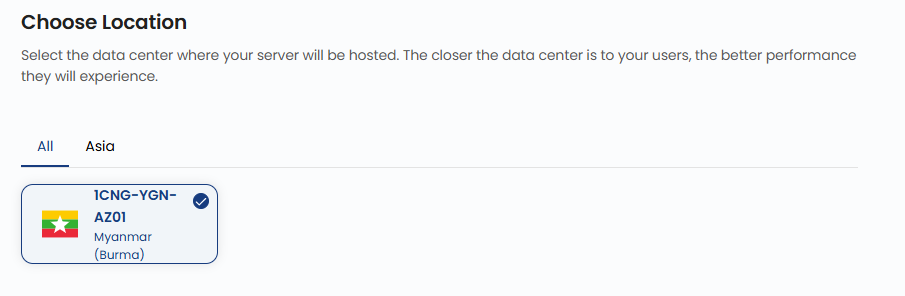 Choose Location
Select the data center where your server will be hosted. The closer the data center is to your users, the better performance
they will experience.
All Asia
1CNG-YGN-
AZ01
Myanmar
(Burma)